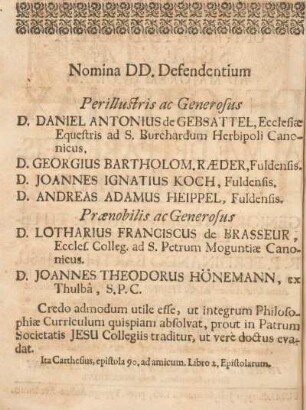 Nomina DD. Defendentium
Perillustris ac Generosus
D. DANIEL ANTONIUS de GEBSATTEL, Ecclesiæ
Equestris ad S. Burchardum Herbipoli Cano-
nicus.
D. GEORGIUS BARTHOLOM. RÆDER, Fuldensis.
D. JOANNES IGNATIUS KOCH, Fuldensis.
D. ANDREAS ADAMUS HEIPPEL, Fuldensis.
Prænobilis ac Generosus
D. LOTHARIUS FRANCISCUS de BRASSEUR,
Eccles. Colleg. ad S. Petrum Moguntiæ Cano-
nicus.
D. JOANNES THEODORUS HÖNEMANN, ex
Thulbâ, S. P. C.
Credo admodum utile esse, ut integrum Philoso-
phiæ Curriculum quispiam absolvat, prout in Patrum
Societatis JESU Collegiis traditur, ut verè doctus eva-
dat.
Ita Carthesius, epistola 90. ad amicum. Libro 2, Epistolarum.